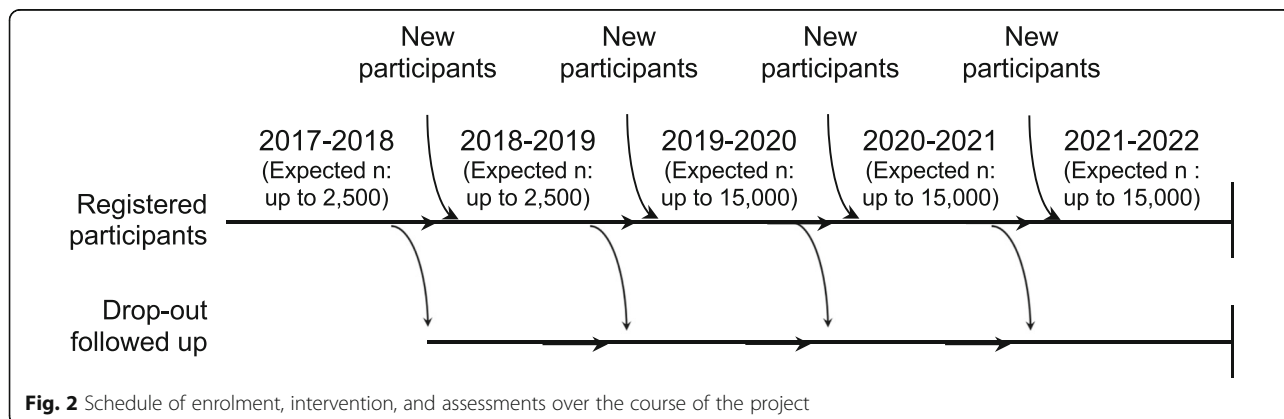 New
participants
New
participants
New
participants
New
participants
2017-2018
(Expected n:
up to 2,500)
2018-2019
(Expected n:
up to 2,500)
2019-2020
(Expected n:
up to 15,000)
2020-2021
(Expected n:
up to 15,000)
2021-2022
(Expected n :
up to 15,000)
Registered
participants
Drop-out
followed up
Fig. 2 Schedule of enrolment, intervention, and assessments over the course of the project